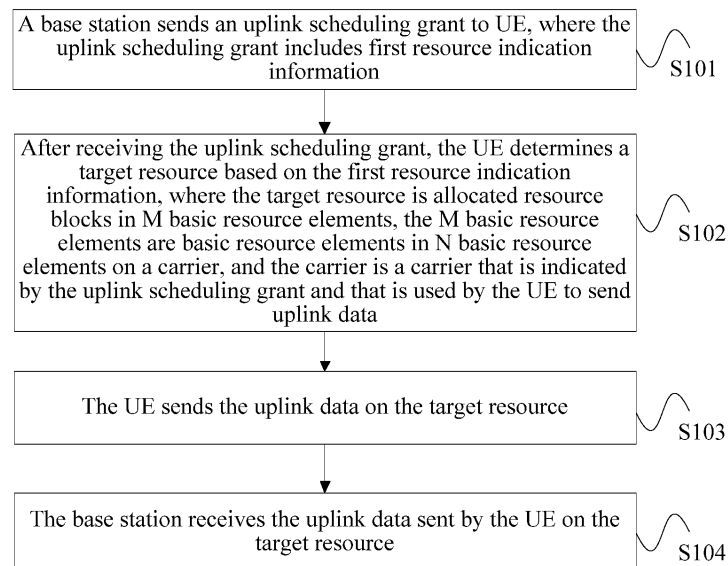 A base station sends an uplink scheduling grant to UE, where the
uplink scheduling grant includes first resource indication
information
S101
After receiving the uplink scheduling grant, the UE determines a
target resource based on the first resource indication
information, where the target resource is allocated resource
blocks in M basic resource elements, the M basic resource
elements are basic resource elements in N basic resource
elements on a carrier, and the carrier is a carrier that is indicated
by the uplink scheduling grant and that is used by the UE to send
uplink data
S102
The UE sends the uplink data on the target resource
S103
The base station receives the uplink data sent by the UE on the
target resource
S104